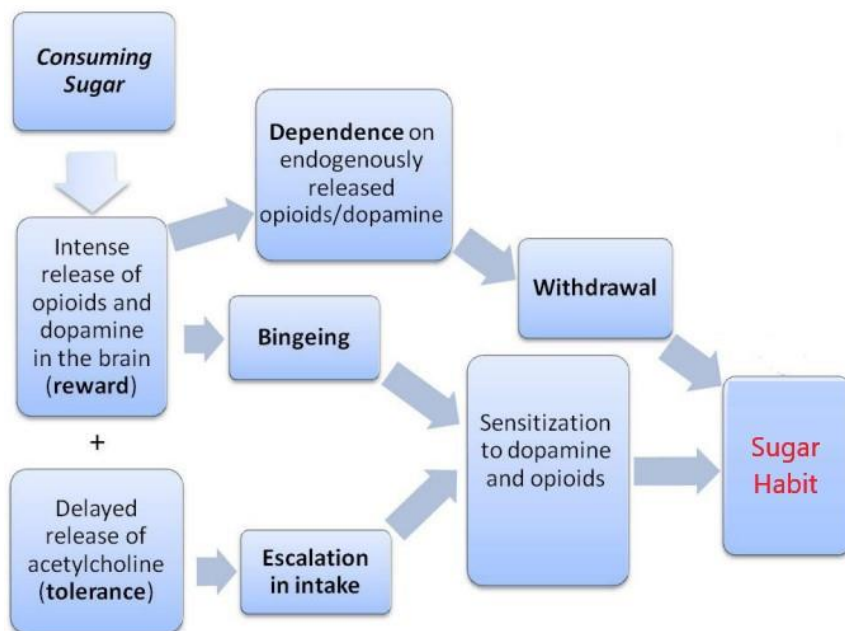 Consuming
Sugar
Intense
release of
opioids and
dopamine
in the brain
(reward)
+
Delayed
release of
acetylcholine
(tolerance)
Dependence on
endogenously
released
opioids/dopamine
Bingeing
Escalation
in intake
Withdrawal
Sensitization
to dopamine
and opioids
Sugar
Habit